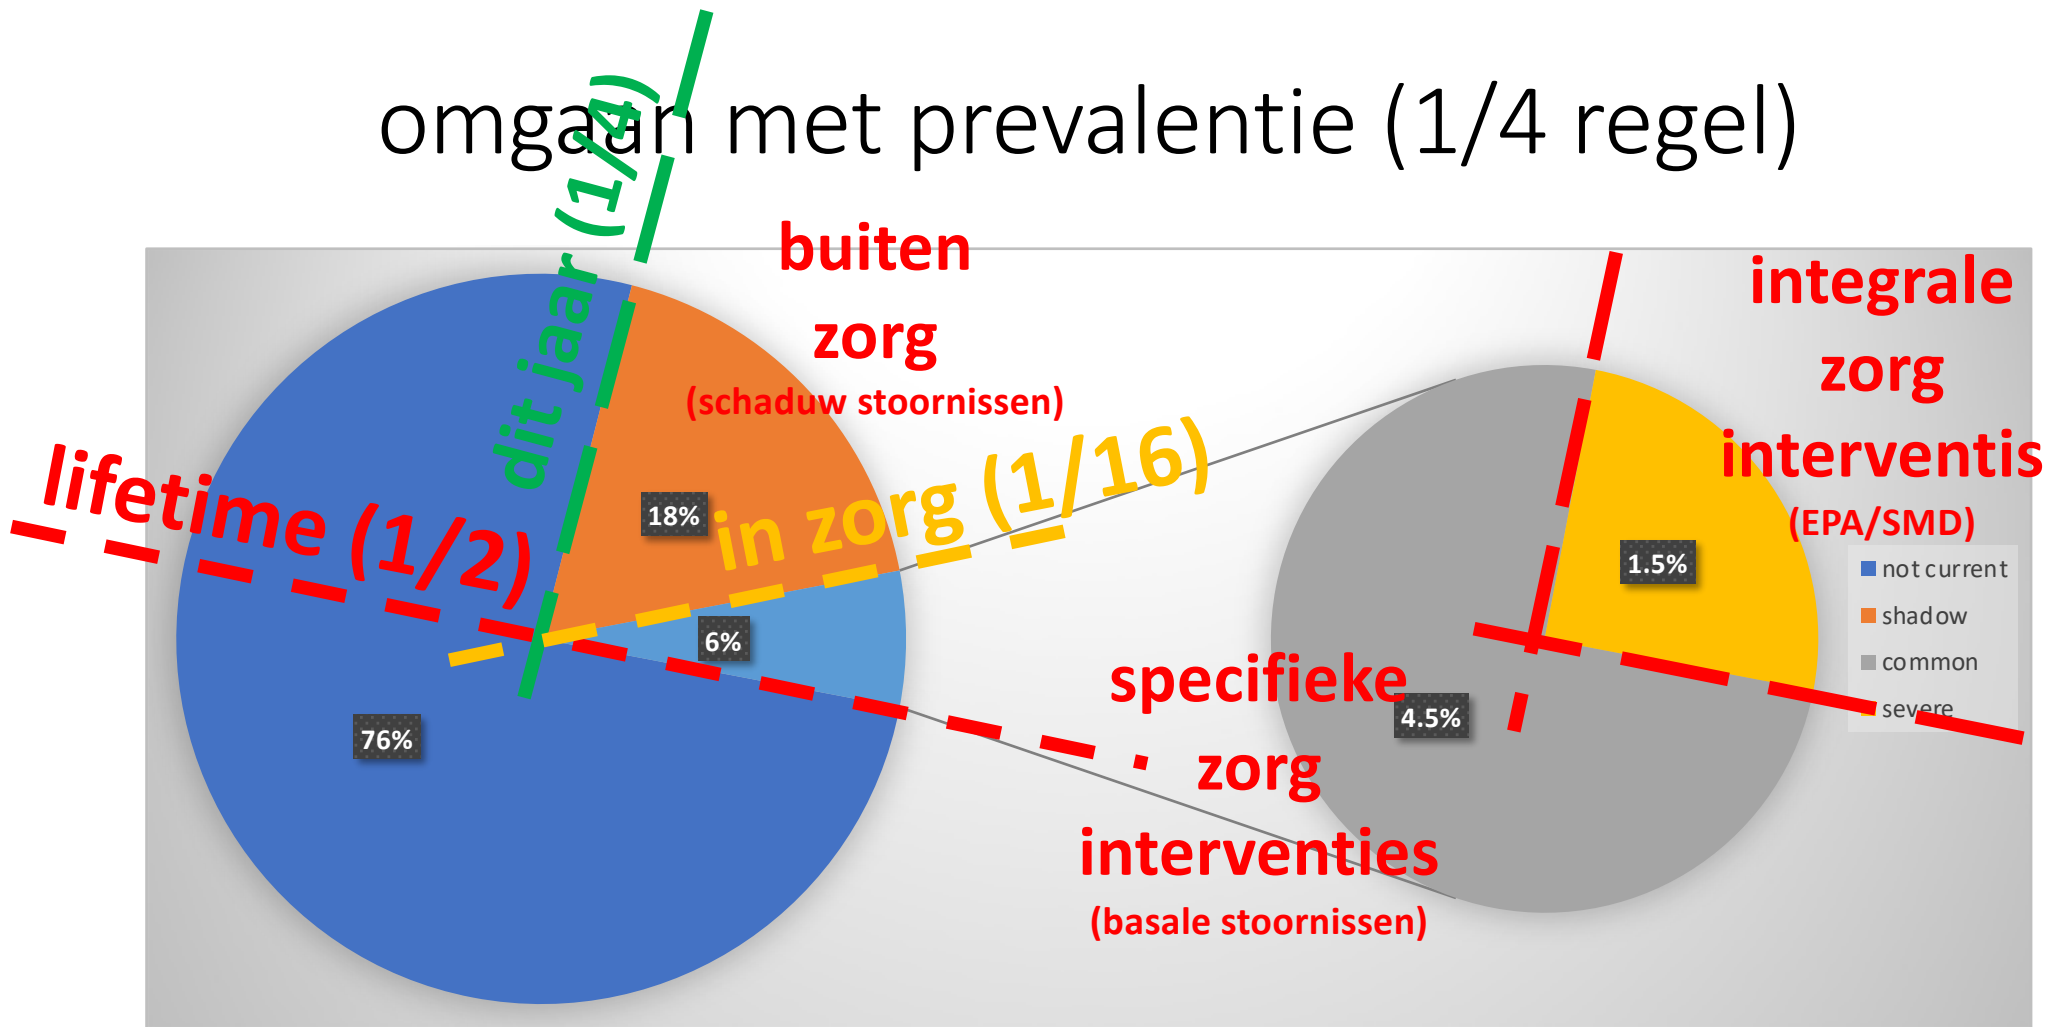 omgaan met prevalentie (1/4 regel)
dit jaar (1/4)
buiten
zorg
(schaduw stoornissen)
lifetime (1/2)
in zorg (1/16)
18%
6%
76%
integrale
zorg
interventis
(EPA/SMD)
1.5%
4.5%
specifieke
zorg
interventies
(basale stoornissen)
not current
shadow
common
severe